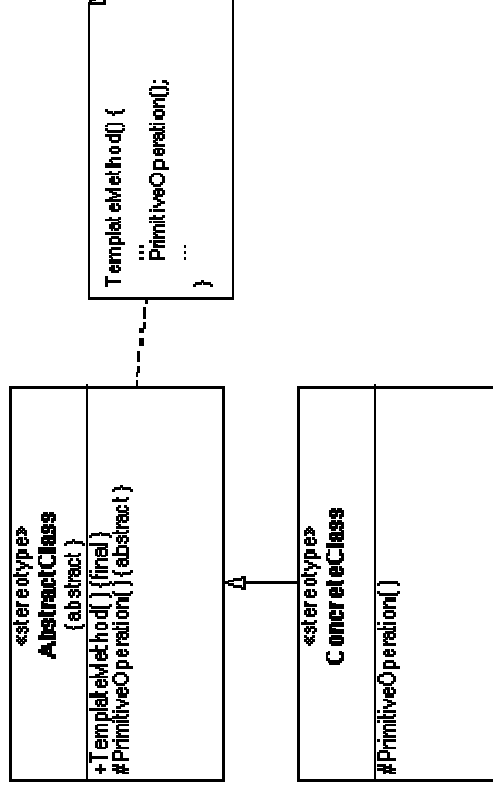 «stereotype»
AbstractClass
{abstract}
+TemplateMethod(){final}
#PrimitiveOperation(){abstract}
TemplateMethod() {
...
PrimitiveOperation();
...
}
«stereotype»
ConcreteClass
#PrimitiveOperation()